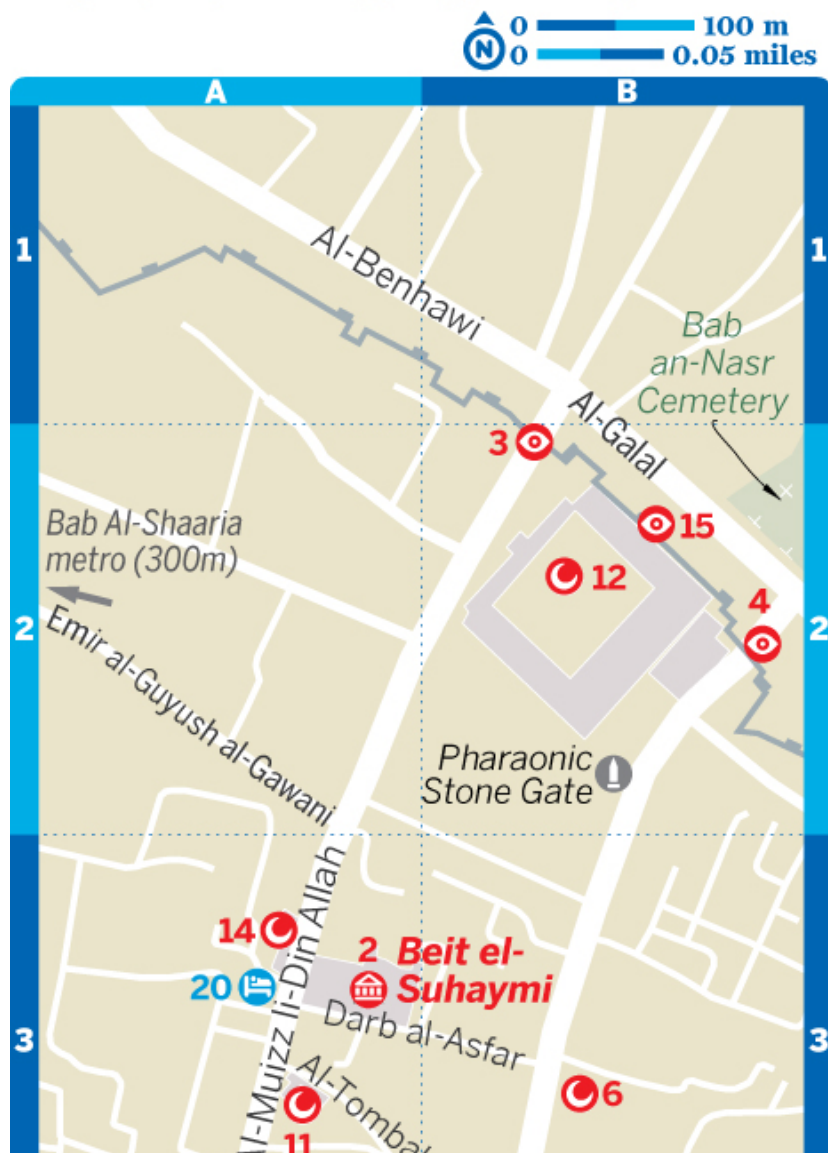 0 100 m
N 0 0.05 miles
A B
1 1
Al-Benhawi
Bab
an-Nasr
Cemetery
Al-Galal
3
Bab Al-Shaaria
metro (300m)
15
12
4
2 2
Emir al-Guyush al-Gawani
Pharaonic
Stone Gate
Al-Muizz li-Din Allah
14
2 Beit el-
Suhaymi
20
Darb al-Asfar
3 3
Al-Tombak
6
11